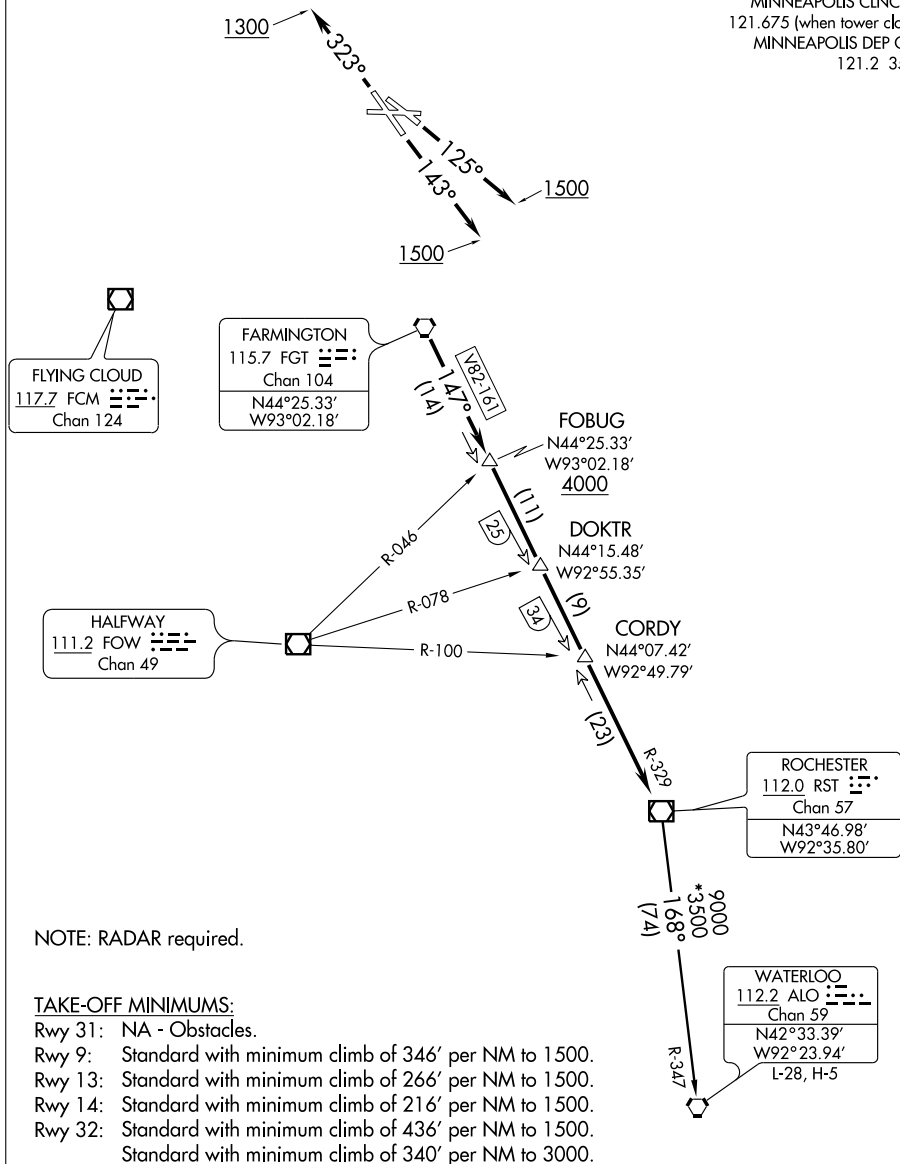 MINNEAPOLIS CLNC
121.675 (when tower clo
MINNEAPOLIS DEP
121.2 35
1300
323°
125°
143°
1500
1500
FLYING CLOUD
117.7 FCM
Chan 124
FARMINGTON
115.7 FGT
Chan 104
N44°25.33’
W93°02.18’
V82-161
147°
(14)
FOBUG
N44°25.33’
W93°02.18’
4000
(11)
R-046
25
DOKTR
N44°15.48’
W92°55.35’
R-078
(9)
34
HALFWAY
111.2 FOW
Chan 49
R-100
CORDY
N44°07.42’
W92°49.79’
(23)
R-329
ROCHESTER
112.0 RST
Chan 57
N43°46.98’
W92°35.80’
9000
*3500
168°
(74)
NOTE: RADAR required.
WATERLOO
112.2 ALO
Chan 59
N42°33.39’
W92°23.94’
L-28, H-5
R-347
TAKE-OFF MINIMUMS:
Rwy 31: NA - Obstacles.
Rwy 9: Standard with minimum climb of 346’ per NM to 1500.
Rwy 13: Standard with minimum climb of 266’ per NM to 1500.
Rwy 14: Standard with minimum climb of 216’ per NM to 1500.
Rwy 32: Standard with minimum climb of 436’ per NM to 1500.
Standard with minimum climb of 340’ per NM to 3000.